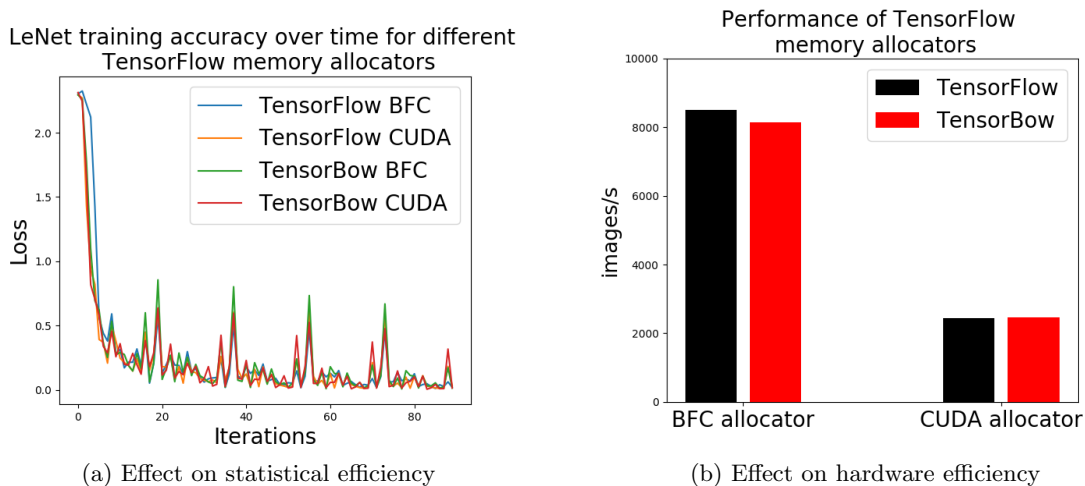 LeNet training accuracy over time for different
TensorFlow memory allocators
TensorFlow BFC
TensorFlow CUDA
TensorBow BFC
TensorBow CUDA
Loss
2.0
1.5
1.0
0.5
0.0
0
20
40
60
80
Iterations
(a) Effect on statistical efficiency
Performance of TensorFlow
memory allocators
TensorFlow
TensorBow
images/s
10000
8000
6000
4000
2000
0
BFC allocator
CUDA allocator
(b) Effect on hardware efficiency